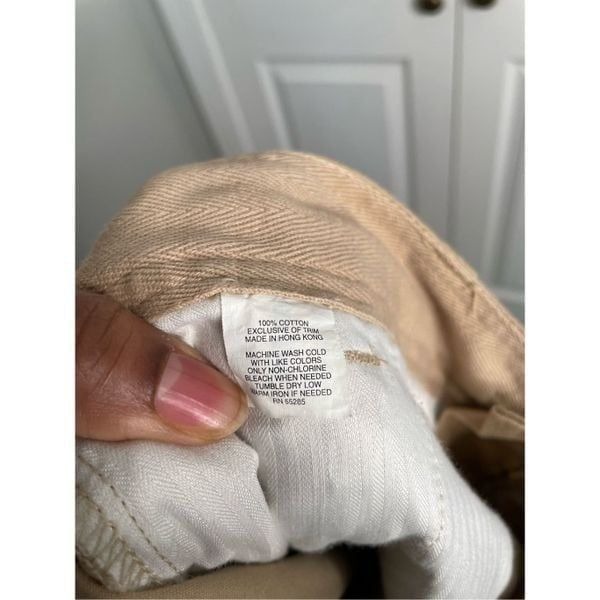 100% COTTON
EXCLUSIVE OF TRIM
MADE IN HONG KONG
MACHINE WASH COLD
WITH LIKE COLORS
ONLY NON-CHLORINE
BLEACH WHEN NEEDED
TUMBLE DRY LOW
WARM IRON IF NEEDED
RN 55285